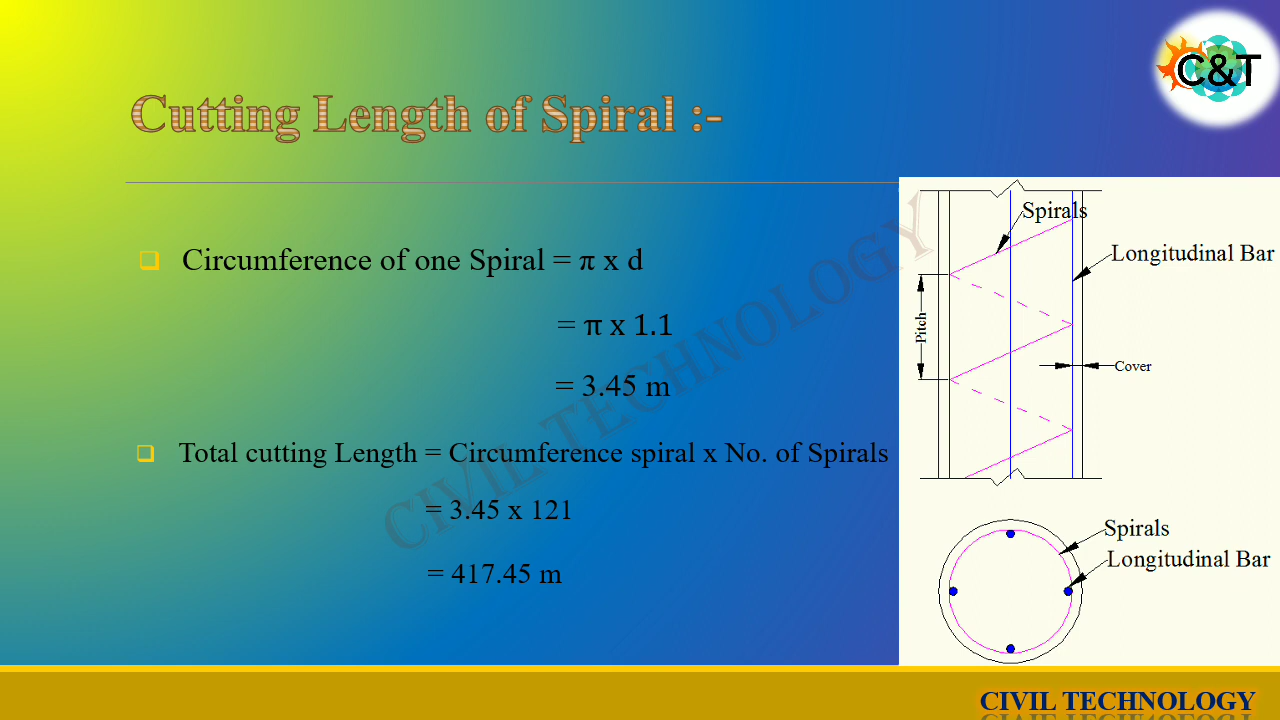 C&T
Cutting Length of Spiral :-
Circumference of one Spiral = π x d
= π x 1.1
= 3.45 m
Total cutting Length = Circumference spiral x No. of Spirals
= 3.45 x 121
= 417.45 m
Spirals
Longitudinal Bar
Pitch
Cover
Spirals
Longitudinal Bar
CIVIL TECHNOLOGY
CIVIL TECHNOLOGY